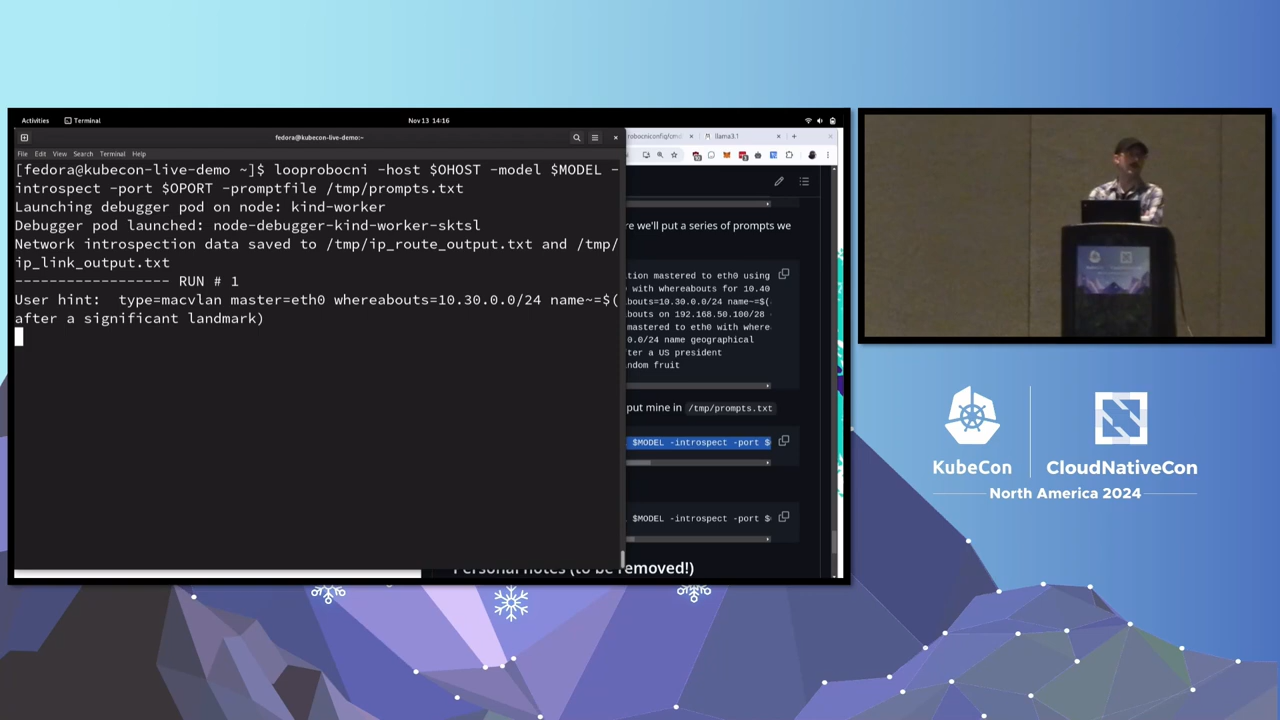 Activities
Terminal
Nov 13 14:16
fedora@kubecon-live-demo:~
File Edit View Search Terminal Help
[fedora@kubecon-live-demo ~]$ looprobocni -host $OHOST -model $MODEL -
introspect -port $OPORT -promptfile /tmp/prompts.txt
Launching debugger pod on node: kind-worker
Debugger pod launched: node-debugger-kind-worker-sktsl
Network introspection data saved to /tmp/ip_route_output.txt and /tmp/
ip_link_output.txt
----------------- RUN # 1
User hint:  type=macvlan master=eth0 whereabouts=10.30.0.0/24 name~=$(
after a significant landmark)
robocniconfig/cmd
llama3.1
re we'll put a series of prompts we
tion mastered to eth0 using
with whereabouts for 10.40
abouts=10.30.0.0/24 name~=$(
bouts on 192.168.50.100/28
mastered to eth0 with where
0.0/24 name geographical
ter a US president
ndom fruit
put mine in /tmp/prompts.txt
$MODEL -introspect -port $
$MODEL -introspect -port $
Personal notes (to be removed!)
KubeCon
CloudNativeCon
North America 2024